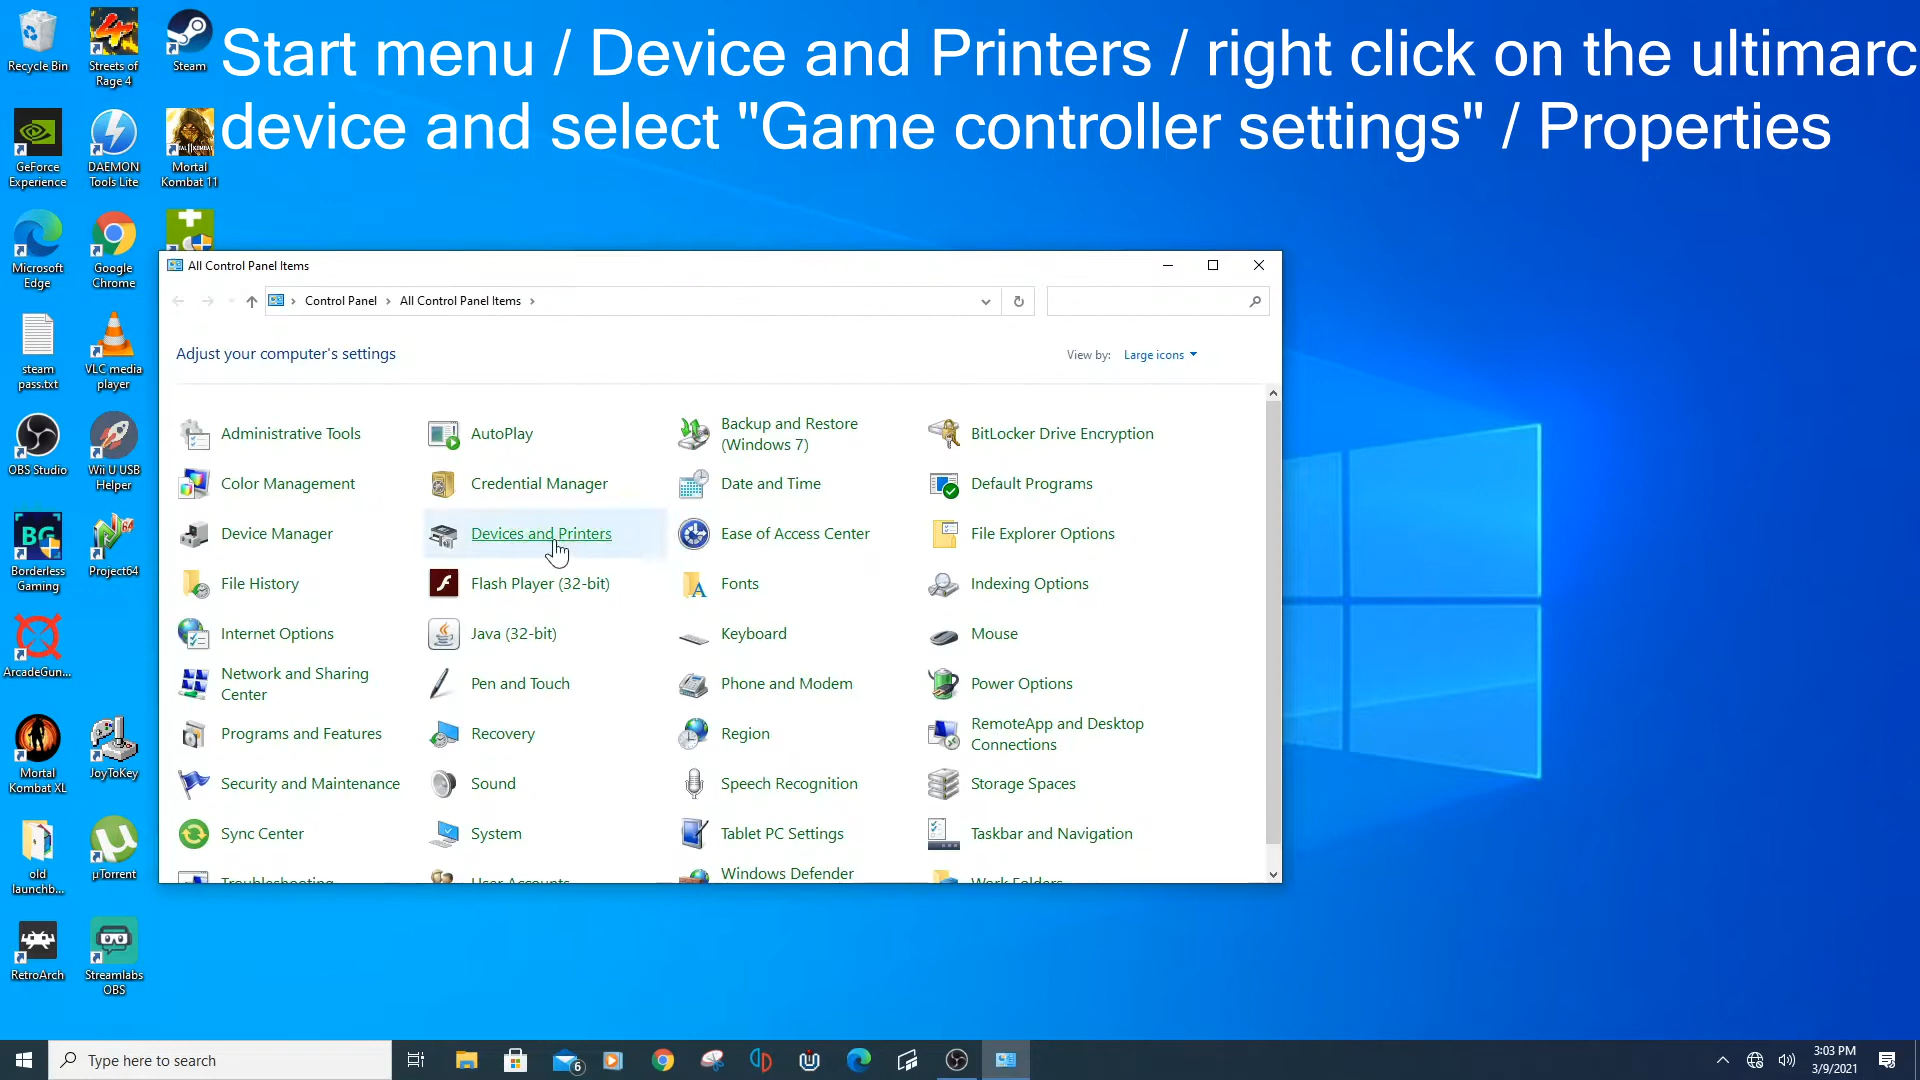 Start menu / Device and Printers / right click on the ultimarc
device and select "Game controller settings" / Properties
Recycle Bin
Streets of
Rage 4
Steam
GeForce
Experience
DAEMON
Tools Lite
Mortal
Kombat 11
Microsoft
Edge
Google
Chrome
steam
pass.txt
VLC media
player
OBS Studio
Wii U USB
Helper
Borderless
Gaming
Project64
ArcadeGun...
Mortal
Kombat XL
JoyToKey
old
launchb...
µTorrent
RetroArch
Streamlabs
OBS
All Control Panel Items
Control Panel > All Control Panel Items >
Adjust your computer's settings
View by: Large icons
Administrative Tools
AutoPlay
Backup and Restore
(Windows 7)
BitLocker Drive Encryption
Color Management
Credential Manager
Date and Time
Default Programs
Device Manager
Devices and Printers
Ease of Access Center
File Explorer Options
File History
Flash Player (32-bit)
Fonts
Indexing Options
Internet Options
Java (32-bit)
Keyboard
Mouse
Network and Sharing
Center
Pen and Touch
Phone and Modem
Power Options
Programs and Features
Recovery
Region
RemoteApp and Desktop
Connections
Security and Maintenance
Sound
Speech Recognition
Storage Spaces
Sync Center
System
Tablet PC Settings
Taskbar and Navigation
Troubleshooting
User Accounts
Windows Defender
Work Folders
Type here to search
6
3:03 PM
3/9/2021